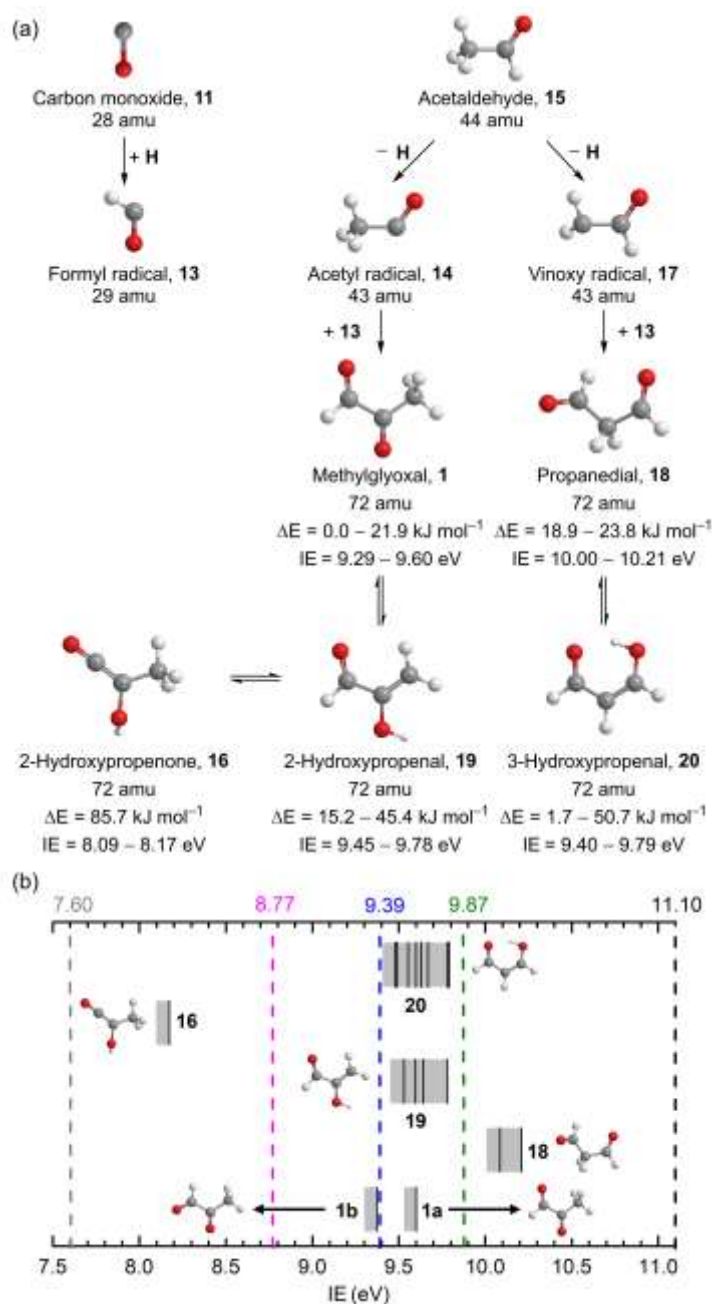 (a)
Carbon monoxide, 11
28 amu
+ H
Formyl radical, 13
29 amu
Acetaldehyde, 15
44 amu
− H
− H
Acetyl radical, 14
43 amu
Vinoxy radical, 17
43 amu
+ 13
+ 13
Methylglyoxal, 1
72 amu
ΔE = 0.0 – 21.9 kJ mol⁻¹
IE = 9.29 – 9.60 eV
Propanedial, 18
72 amu
ΔE = 18.9 – 23.8 kJ mol⁻¹
IE = 10.00 – 10.21 eV
2-Hydroxypropenone, 16
72 amu
ΔE = 85.7 kJ mol⁻¹
IE = 8.09 – 8.17 eV
2-Hydroxypropenal, 19
72 amu
ΔE = 15.2 – 45.4 kJ mol⁻¹
IE = 9.45 – 9.78 eV
3-Hydroxypropenal, 20
72 amu
ΔE = 1.7 – 50.7 kJ mol⁻¹
IE = 9.40 – 9.79 eV
(b)
7.60 8.77 9.39 9.87 11.10
20
16
19
18
1b 1a
7.5 8.0 8.5 9.0 9.5 10.0 10.5 11.1
IE (eV)